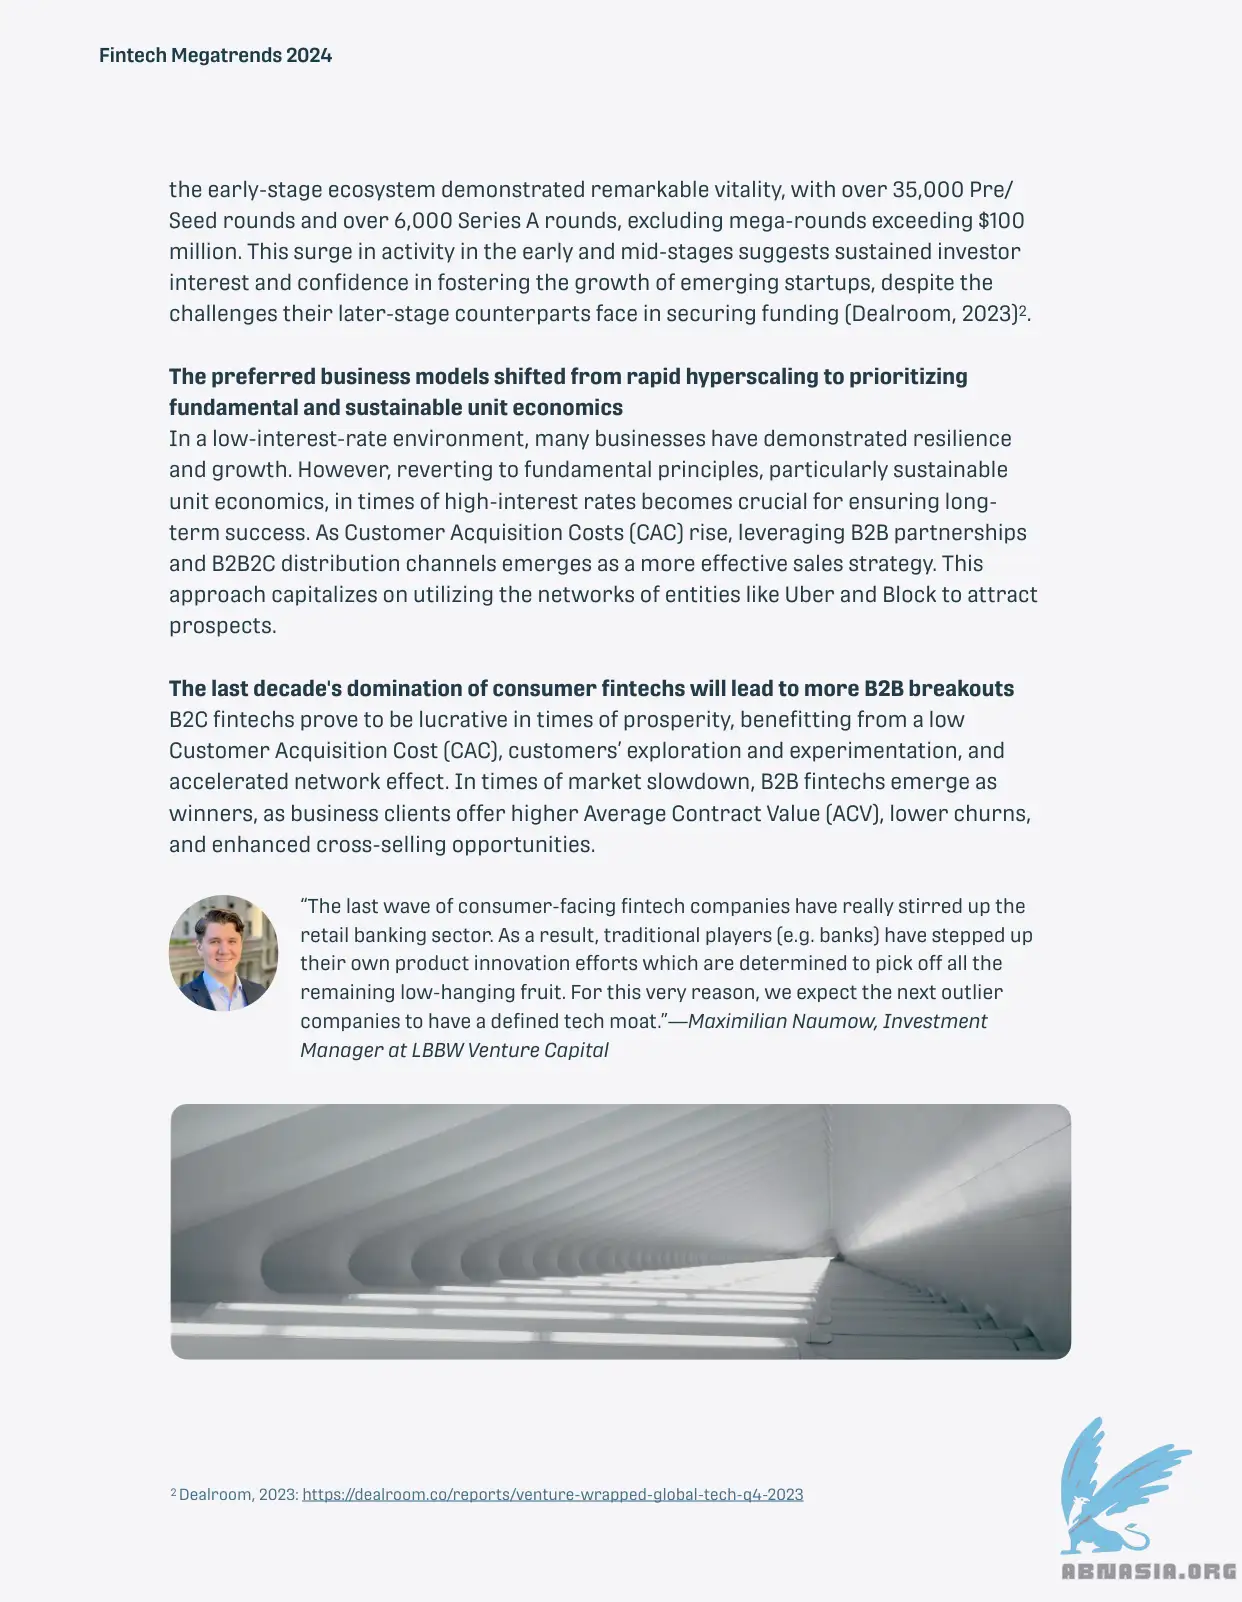 Fintech Megatrends 2024
the early-stage ecosystem demonstrated remarkable vitality, with over 35,000 Pre/
Seed rounds and over 6,000 Series A rounds, excluding mega-rounds exceeding $100
million. This surge in activity in the early and mid-stages suggests sustained investor
interest and confidence in fostering the growth of emerging startups, despite the
challenges their later-stage counterparts face in securing funding (Dealroom, 2023)².
The preferred business models shifted from rapid hyperscaling to prioritizing
fundamental and sustainable unit economics
In a low-interest-rate environment, many businesses have demonstrated resilience
and growth. However, reverting to fundamental principles, particularly sustainable
unit economics, in times of high-interest rates becomes crucial for ensuring long-
term success. As Customer Acquisition Costs (CAC) rise, leveraging B2B partnerships
and B2B2C distribution channels emerges as a more effective sales strategy. This
approach capitalizes on utilizing the networks of entities like Uber and Block to attract
prospects.
The last decade's domination of consumer fintechs will lead to more B2B breakouts
B2C fintechs prove to be lucrative in times of prosperity, benefitting from a low
Customer Acquisition Cost (CAC), customers’ exploration and experimentation, and
accelerated network effect. In times of market slowdown, B2B fintechs emerge as
winners, as business clients offer higher Average Contract Value (ACV), lower churns,
and enhanced cross-selling opportunities.
“The last wave of consumer-facing fintech companies have really stirred up the
retail banking sector. As a result, traditional players (e.g. banks) have stepped up
their own product innovation efforts which are determined to pick off all the
remaining low-hanging fruit. For this very reason, we expect the next outlier
companies to have a defined tech moat.”—Maximilian Naumow, Investment
Manager at LBBW Venture Capital
² Dealroom, 2023: https://dealroom.co/reports/venture-wrapped-global-tech-q4-2023
ABNASIA.ORG